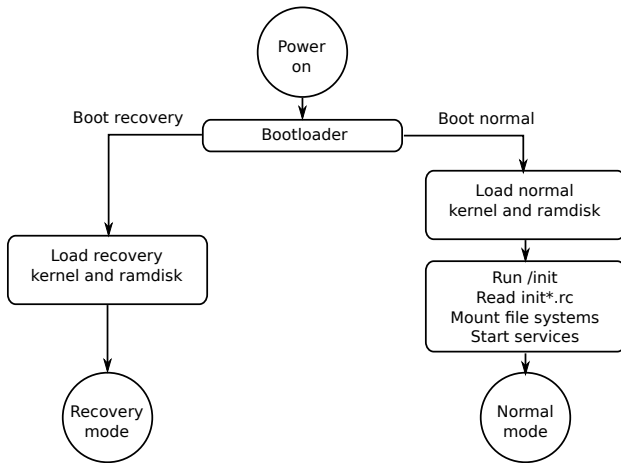 Power
on
Boot recovery
Boot normal
Bootloader
Load normal
kernel and ramdisk
Load recovery
kernel and ramdisk
Run /init
Read init*.rc
Mount file systems
Start services
Recovery
mode
Normal
mode